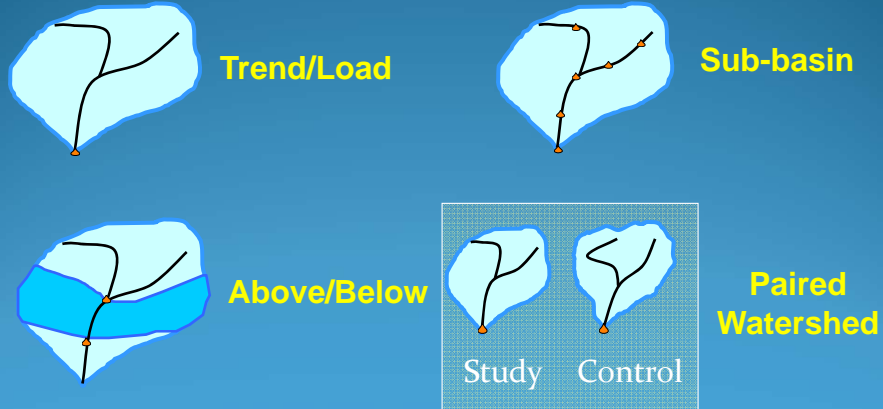 Trend/Load
Sub-basin
Above/Below
Paired
Watershed
Study Control